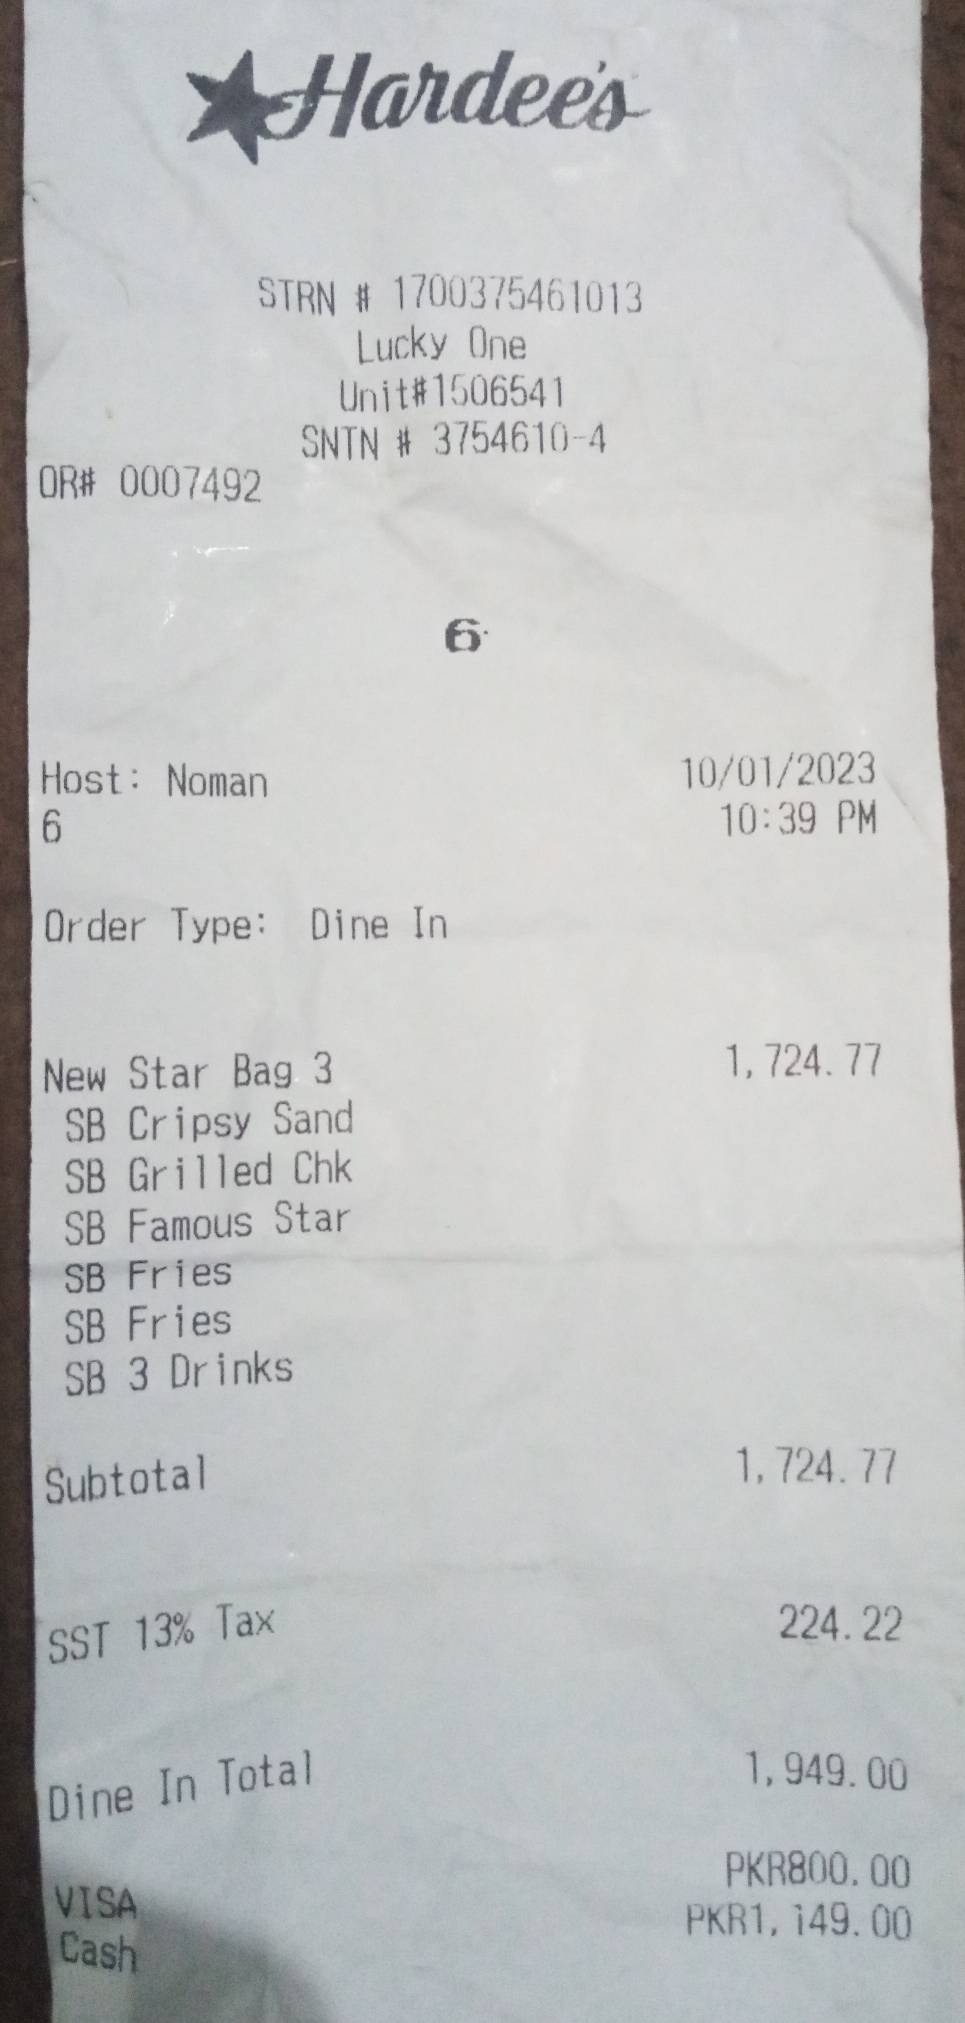 Hardee's
STRN # 1700375461013
Lucky One
Unit#1506541
SNTN # 3754610-4
OR# 0007492
6
Host: Noman 10/01/2023
6 10:39 PM
Order Type: Dine In
New Star Bag 3 1,724.77
SB Cripsy Sand
SB Grilled Chk
SB Famous Star
SB Fries
SB Fries
SB 3 Drinks
Subtotal 1,724.77
SST 13% Tax 224.22
Dine In Total 1,949.00
VISA PKR800.00
Cash PKR1,149.00